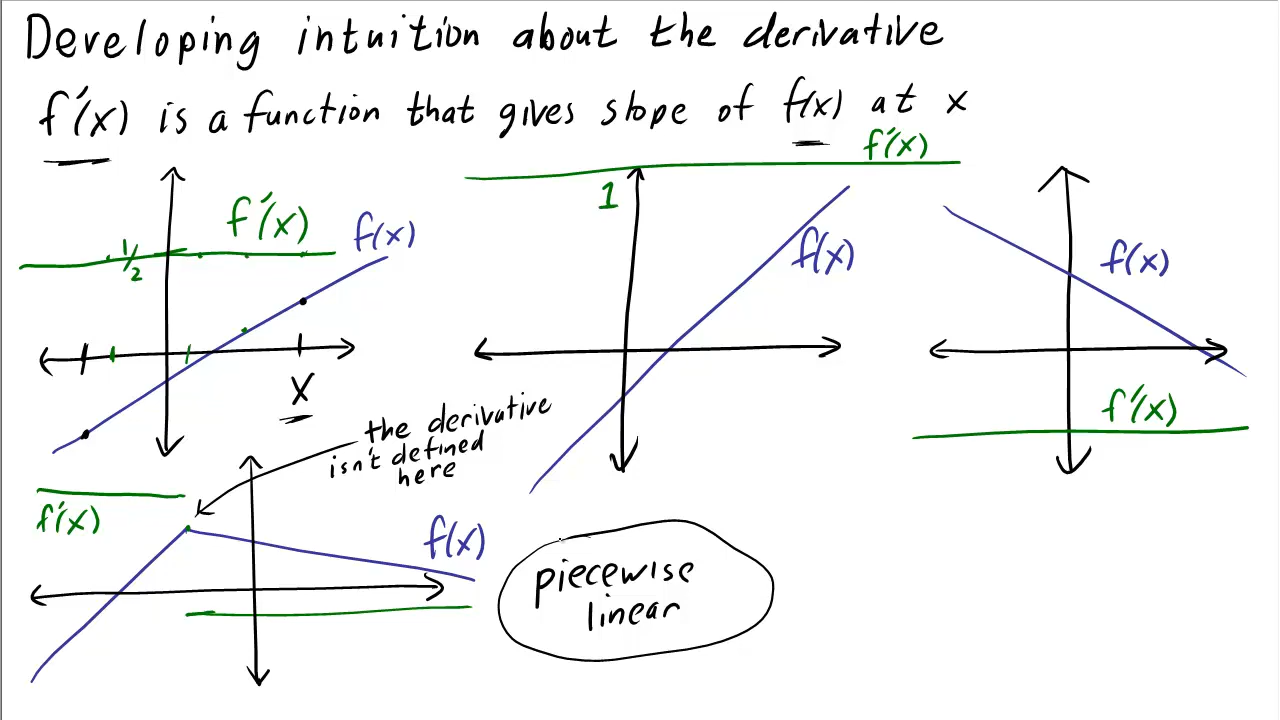 Developing intuition about the derivative
f'(x) is a function that gives slope of f(x) at x
f'(x)
1/2
f(x)
x
f'(x)
1
f(x)
f(x)
f'(x)
the derivative
isn't defined
here
f'(x)
f(x)
piecewise
linear